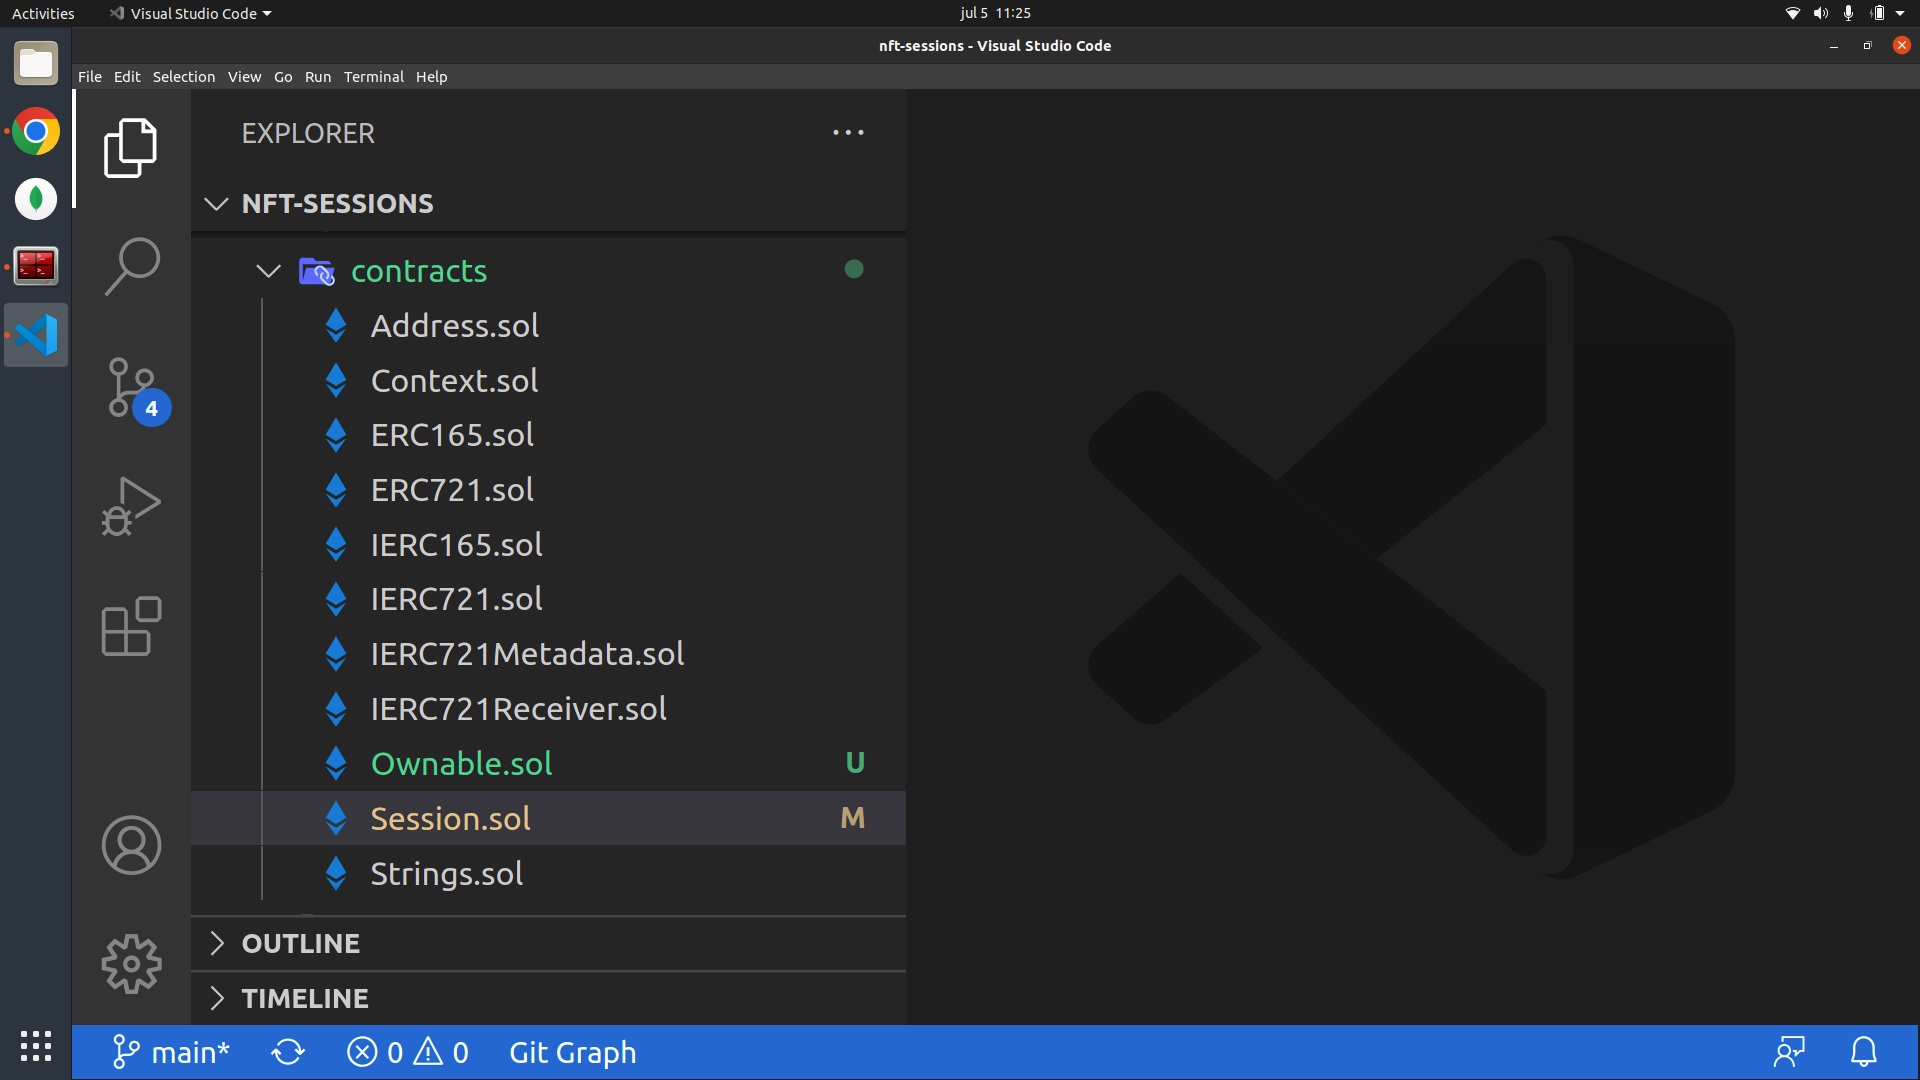 Activities Visual Studio Code jul 5 11:25
nft-sessions - Visual Studio Code
File Edit Selection View Go Run Terminal Help
EXPLORER
NFT-SESSIONS
contracts
Address.sol
Context.sol
4
ERC165.sol
ERC721.sol
IERC165.sol
IERC721.sol
IERC721Metadata.sol
IERC721Receiver.sol
Ownable.sol U
Session.sol M
Strings.sol
OUTLINE
TIMELINE
main* 0 0 Git Graph